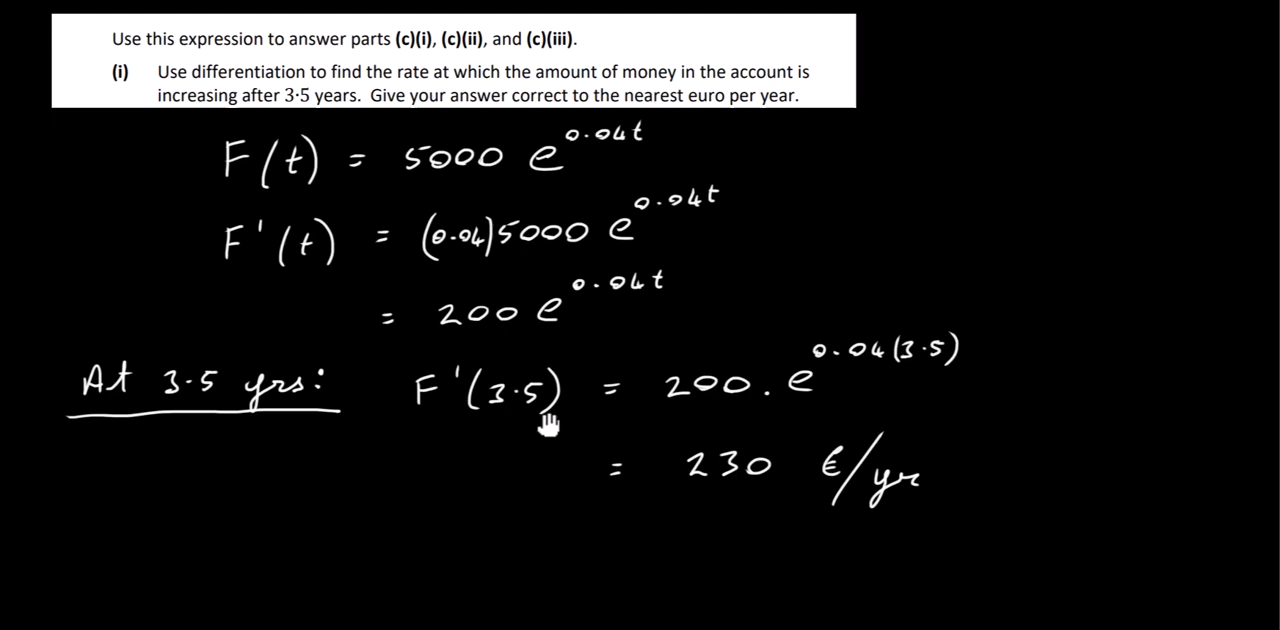 Use this expression to answer parts (c)(i), (c)(ii), and (c)(iii).
(i) Use differentiation to find the rate at which the amount of money in the account is
increasing after 3·5 years. Give your answer correct to the nearest euro per year.
F(t) = 5000 e^{0.04t}
F'(t) = (0.04)5000 e^{0.04t}
= 200 e^{0.04t}
At 3.5 yrs: F'(3.5) = 200 . e^{0.04(3.5)}
= 230 €/yr